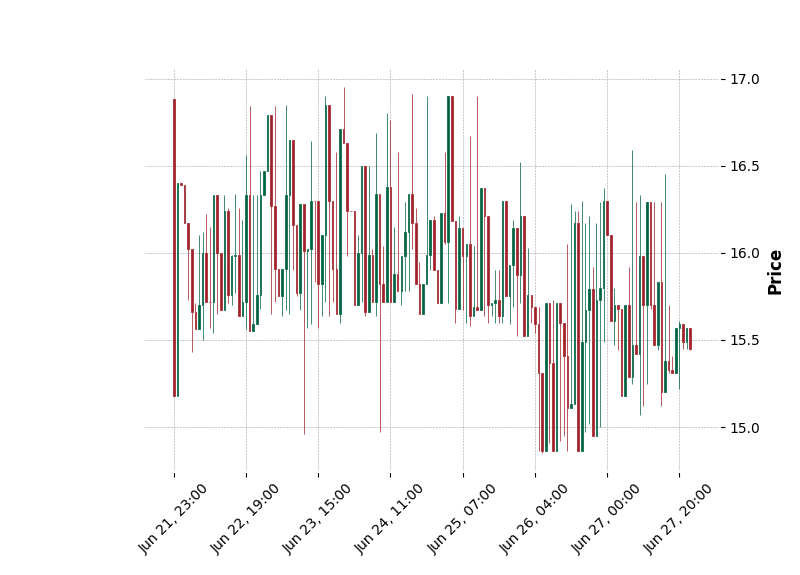 17.0
16.5
16.0
15.5
15.0
Price
Jun 21, 23:00
Jun 22, 19:00
Jun 23, 15:00
Jun 24, 11:00
Jun 25, 07:00
Jun 26, 04:00
Jun 27, 00:00
Jun 27, 20:00